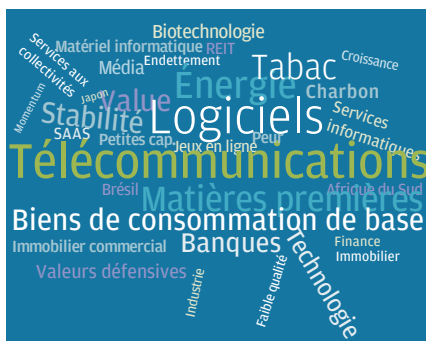 Biotechnologie
Services aux
collectivités
Matériel informatique
REIT
Média
Endettement
Tabac
Croissance
Énergie
Charbon
Momentum
Japon
Value
Stabilité
Logiciels
Services
informatiques
SAAS
Petites cap.
Jeux en ligne
Peur
Télécommunications
Brésil
Matières premières
Afrique du Sud
Biens de consommation de base
Immobilier commercial
Banques
Technologie
Finance
Immobilier
Valeurs défensives
Industrie
Faible qualité